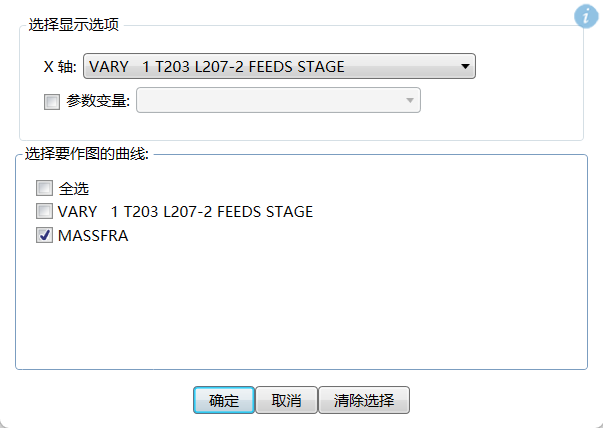 选择显示选项
X 轴: VARY   1 T203 L207-2 FEEDS STAGE
参数变量:
选择要作图的曲线:
全选
VARY   1 T203 L207-2 FEEDS STAGE
MASSFRA
确定 取消 清除选择